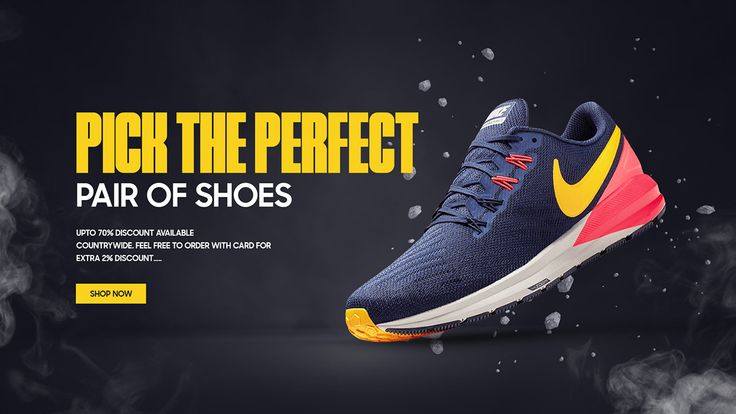 PICK THE PERFECT
PAIR OF SHOES
UPTO 70% DISCOUNT AVAILABLE
COUNTRYWIDE. FEEL FREE TO ORDER WITH CARD FOR
EXTRA 2% DISCOUNT.....
SHOP NOW